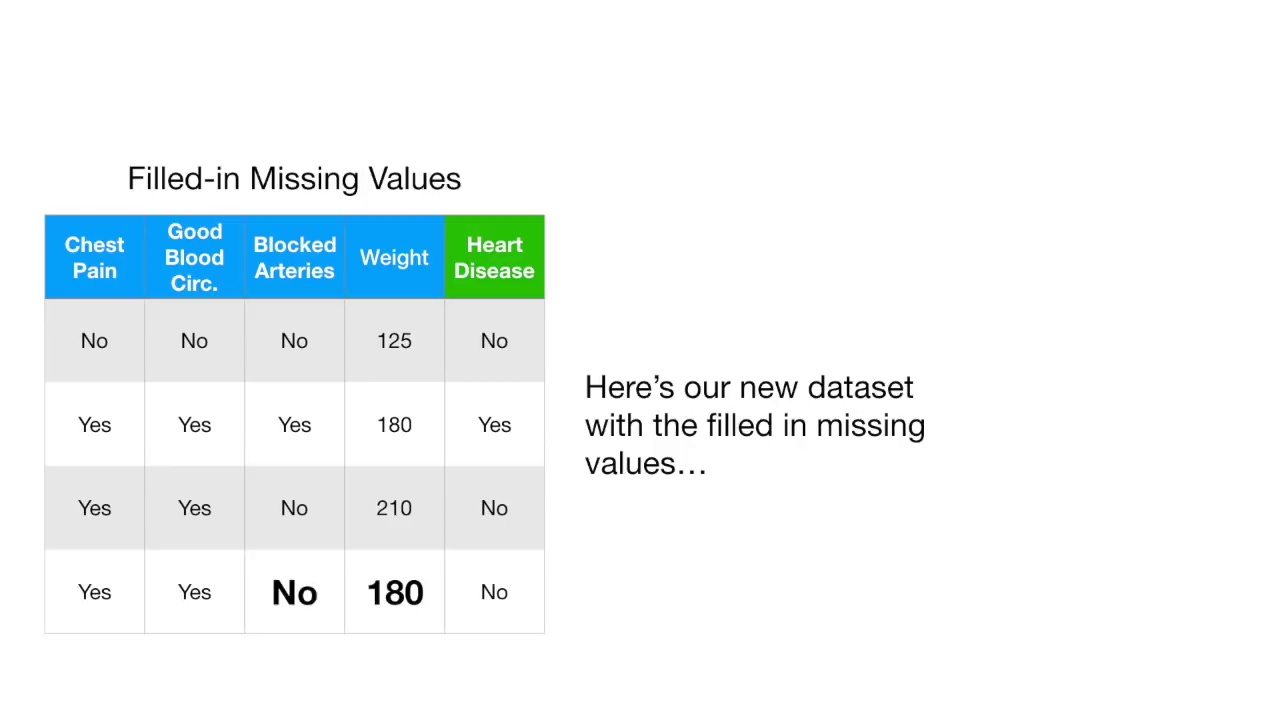 Filled-in Missing Values
Chest Pain Good Blood Circ. Blocked Arteries Weight Heart Disease
No No No 125 No
Yes Yes Yes 180 Yes
Yes Yes No 210 No
Yes Yes No 180 No
Here’s our new dataset
with the filled in missing
values…